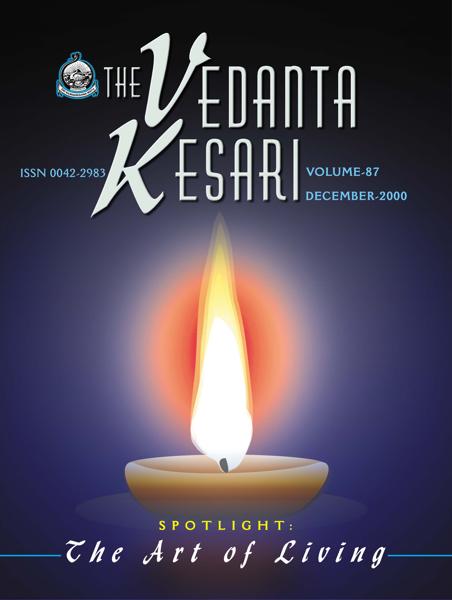 THE VEDANTA
KESARI
ISSN 0042-2983
VOLUME-87
DECEMBER-2000
SPOTLIGHT:
The Art of Living